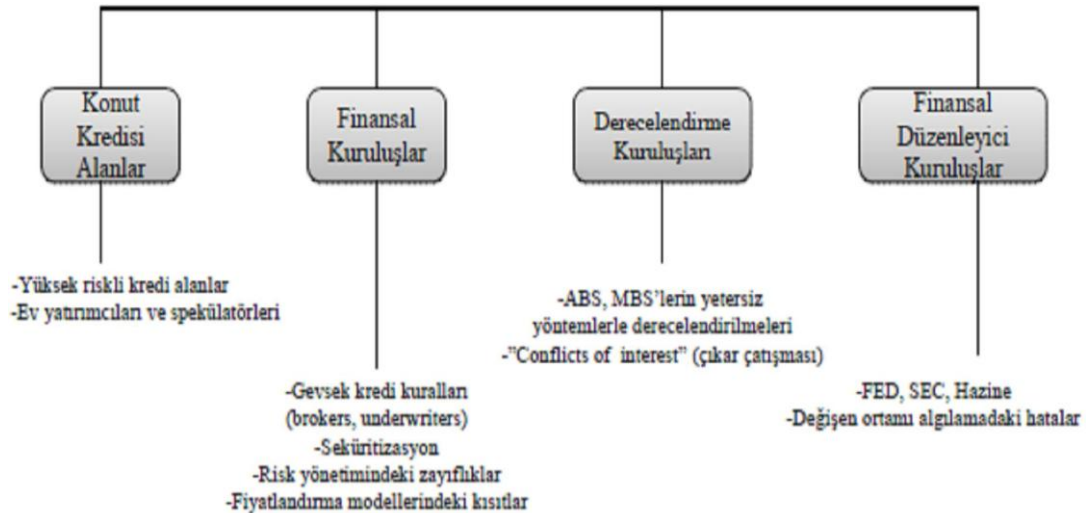 Konut
Kredisi
Alanlar
-Yüksek riskli kredi alanlar
-Ev yatırımcıları ve spekülatörleri
Finansal
Kuruluşlar
-Gevsek kredi kuralları
(brokers, underwriters)
-Seküritizasyon
-Risk yönetimindeki zayıflıklar
-Fiyatlandırma modellerindeki kısıtlar
Derecelendirme
Kuruluşları
-ABS, MBS’lerin yetersiz
yöntemlerle derecelendirilmeleri
-”Conflicts of interest” (çıkar çatışması)
Finansal
Düzenleyici
Kuruluşlar
-FED, SEC, Hazine
-Değişen ortamı algılamadaki hatalar